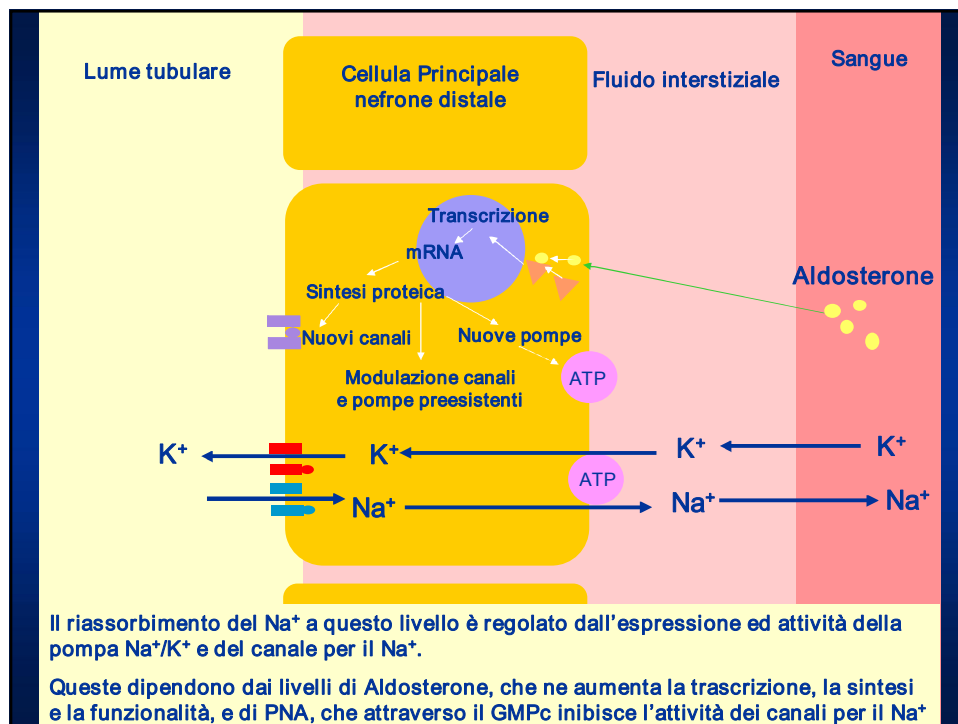 Lume tubulare
Cellula Principale
nefrone distale
Fluido interstiziale
Sangue
Transcrizione
mRNA
Sintesi proteica
Aldosterone
Nuovi canali
Nuove pompe
Modulazione canali
e pompe preesistenti
ATP
K⁺ K⁺ K⁺ K⁺
ATP
Na⁺ Na⁺ Na⁺
Il riassorbimento del Na⁺ a questo livello è regolato dall'espressione ed attività della
pompa Na⁺/K⁺ e del canale per il Na⁺.
Queste dipendono dai livelli di Aldosterone, che ne aumenta la trascrizione, la sintesi
e la funzionalità, e di PNA, che attraverso il GMPc inibisce l'attività dei canali per il Na⁺